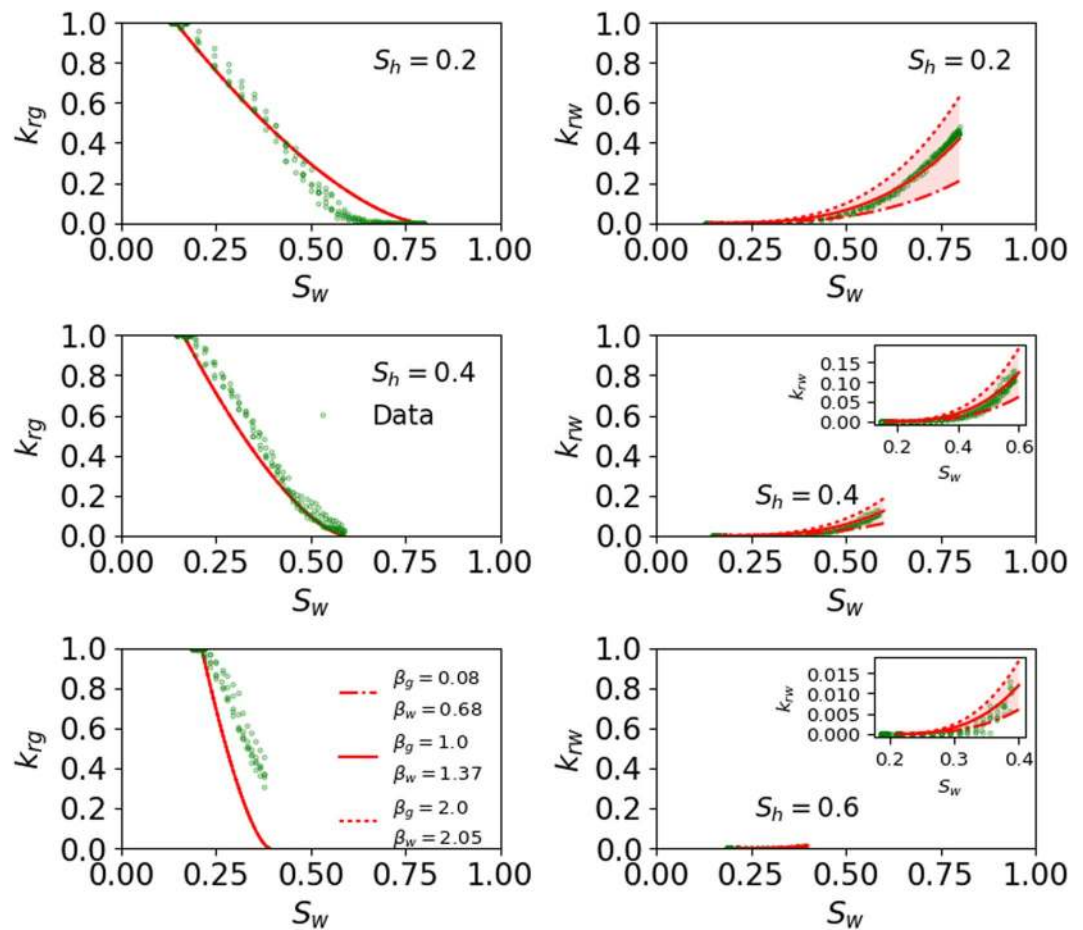 1.0
0.8
0.6
0.4
0.2
0.0
k_rg
S_h = 0.2
0.00 0.25 0.50 0.75 1.00
S_w
1.0
0.8
0.6
0.4
0.2
0.0
k_rw
S_h = 0.2
0.00 0.25 0.50 0.75 1.00
S_w
1.0
0.8
0.6
0.4
0.2
0.0
k_rg
S_h = 0.4
Data
0.00 0.25 0.50 0.75 1.00
S_w
1.0
0.8
0.6
0.4
0.2
0.0
k_rw
0.15
0.10
0.05
0.00
k_rw
0.2 0.4 0.6
S_w
S_h = 0.4
0.00 0.25 0.50 0.75 1.00
S_w
1.0
0.8
0.6
0.4
0.2
0.0
k_rg
β_g = 0.08
β_w = 0.68
β_g = 1.0
β_w = 1.37
β_g = 2.0
β_w = 2.05
0.00 0.25 0.50 0.75 1.00
S_w
1.0
0.8
0.6
0.4
0.2
0.0
k_rw
0.015
0.010
0.005
0.000
k_rw
0.2 0.3 0.4
S_w
S_h = 0.6
0.00 0.25 0.50 0.75 1.00
S_w